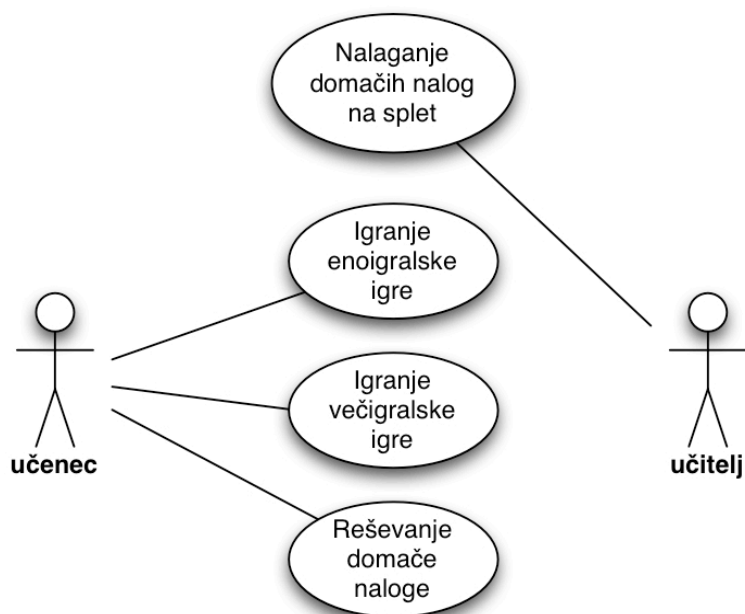 Nalaganje
domačih nalog
na splet
Igranje
enoigralske
igre
Igranje
večigralske
igre
učenec
učitelj
Reševanje
domače
naloge